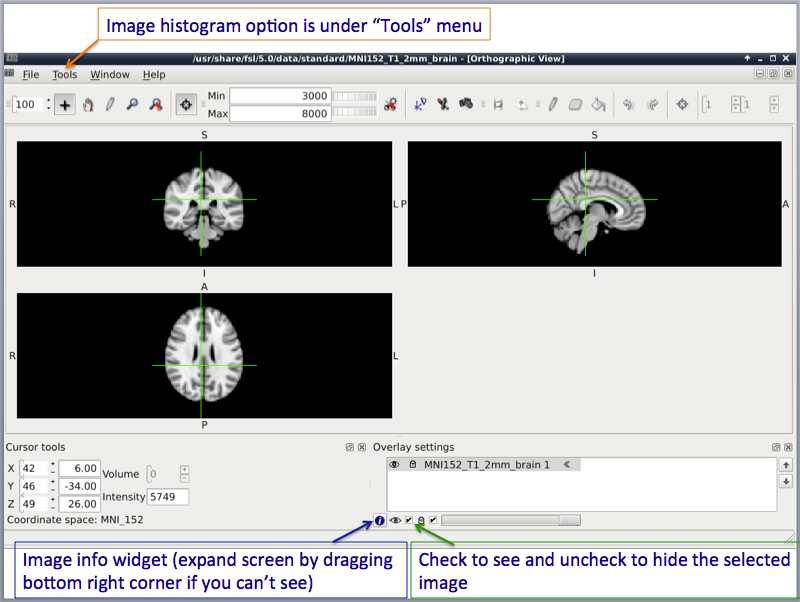 Image histogram option is under “Tools” menu
/usr/share/fsl/5.0/data/standard/MNI152_T1_2mm_brain - [Orthographic View]
File Tools Window Help
100
Min 3000
Max 8000
1
1
S
S
R
L
P
A
I
I
A
R
L
P
Cursor tools
Overlay settings
X 42 6.00
Y 46 -34.00
Z 49 26.00
Volume 0
Intensity 5749
Coordinate space: MNI_152
MNI152_T1_2mm_brain 1
Image info widget (expand screen by dragging
bottom right corner if you can’t see)
Check to see and uncheck to hide the selected
image